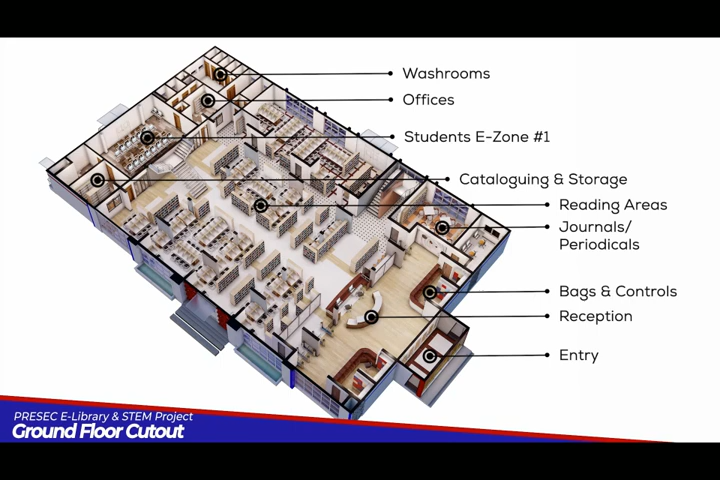 Washrooms
Offices
Students E-Zone #1
Cataloguing & Storage
Reading Areas
Journals/
Periodicals
Bags & Controls
Reception
Entry
PRESEC E-Library & STEM Project
Ground Floor Cutout